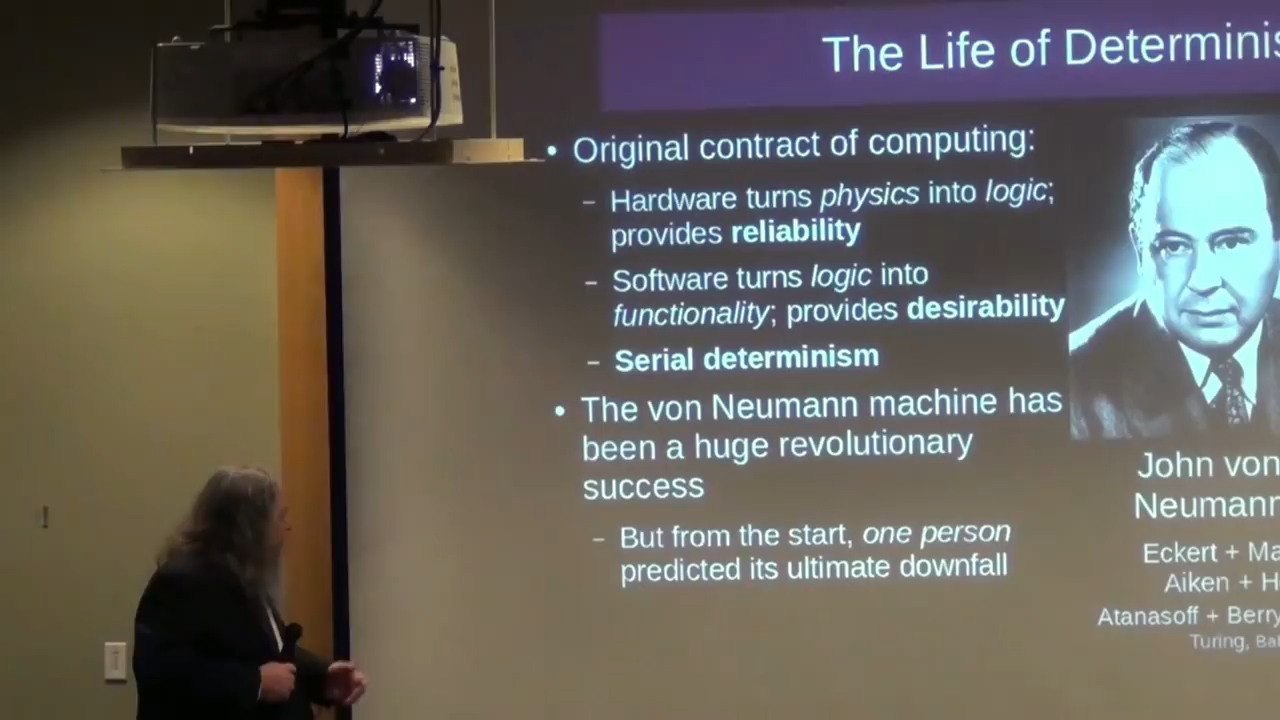 The Life of Determinis
• Original contract of computing:
– Hardware turns physics into logic;
provides reliability
– Software turns logic into
functionality; provides desirability
– Serial determinism
• The von Neumann machine has
been a huge revolutionary
success
– But from the start, one person
predicted its ultimate downfall
John von
Neumann
Eckert + Ma
Aiken + H
Atanasoff + Berry
Turing, Ba